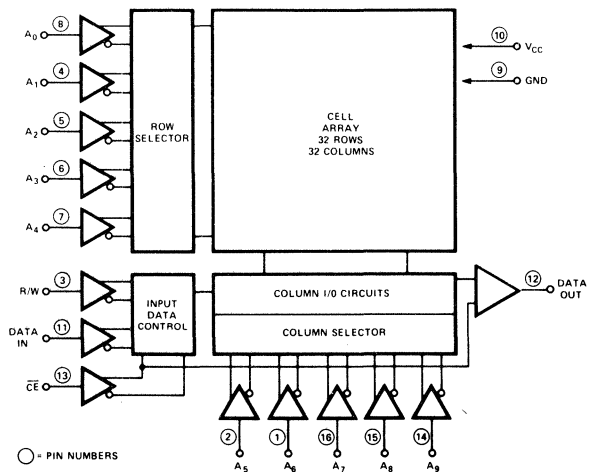 A0 8
A1 4
A2 5
A3 6
A4 7
ROW
SELECTOR
CELL
ARRAY
32 ROWS
32 COLUMNS
10 VCC
9 GND
R/W 3
DATA
IN 11
CE 13
INPUT
DATA
CONTROL
COLUMN I/O CIRCUITS
COLUMN SELECTOR
12 DATA
OUT
2 1 16 15 14
A5 A6 A7 A8 A9
= PIN NUMBERS